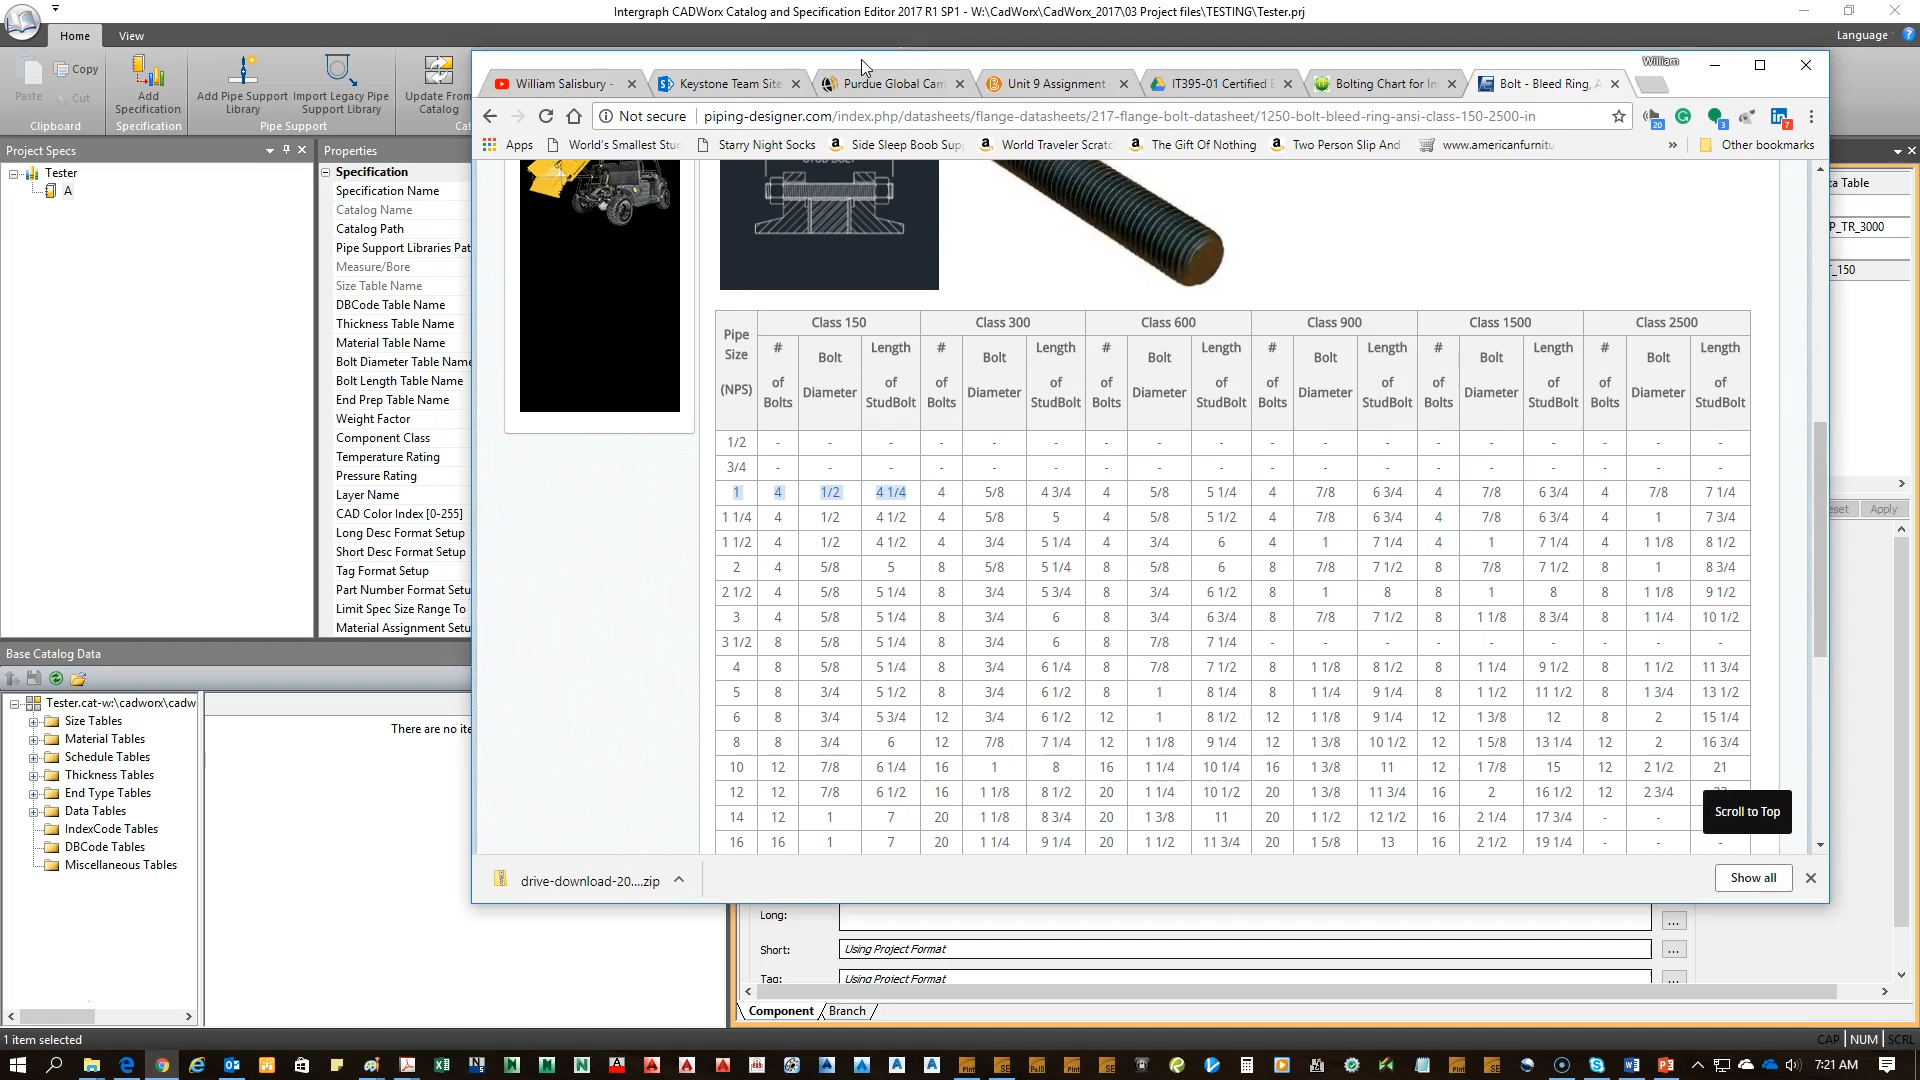 Intergraph CADWorx Catalog and Specification Editor 2017 R1 SP1 - W:\CadWorx\CadWorx_2017\03 Project files\TESTING\Tester.prj
Home View Language
Paste Copy Cut Clipboard
Add Specification Specification
Add Pipe Support Library Import Legacy Pipe Support Library Pipe Support
Update From Catalog
Project Specs
Tester
A
Properties
Specification
Specification Name
Catalog Name
Catalog Path
Pipe Support Libraries Pat
Measure/Bore
Size Table Name
DBCode Table Name
Thickness Table Name
Material Table Name
Bolt Diameter Table Name
Bolt Length Table Name
End Prep Table Name
Weight Factor
Component Class
Temperature Rating
Pressure Rating
Layer Name
CAD Color Index [0-255]
Long Desc Format Setup
Short Desc Format Setup
Tag Format Setup
Part Number Format Setu
Limit Spec Size Range To
Material Assignment Setu
Base Catalog Data
Tester.cat-w:\cadworx\cadw
Size Tables
Material Tables
Schedule Tables
Thickness Tables
End Type Tables
Data Tables
IndexCode Tables
DBCode Tables
Miscellaneous Tables
There are no ite
William
William Salisbury - Keystone Team Site Purdue Global Cam Unit 9 Assignment IT395-01 Certified E Bolting Chart for In Bolt - Bleed Ring, A
Not secure piping-designer.com/index.php/datasheets/flange-datasheets/217-flange-bolt-datasheet/1250-bolt-bleed-ring-ansi-class-150-2500-in
20 3 7
Apps World's Smallest Stun Starry Night Socks Side Sleep Boob Sup World Traveler Scratc The Gift Of Nothing Two Person Slip And www.americanfurnitu » Other bookmarks
Pipe Size (NPS) Class 150 Class 300 Class 600 Class 900 Class 1500 Class 2500
# of Bolts Bolt Diameter Length of StudBolt # of Bolts Bolt Diameter Length of StudBolt # of Bolts Bolt Diameter Length of StudBolt # of Bolts Bolt Diameter Length of StudBolt # of Bolts Bolt Diameter Length of StudBolt # of Bolts Bolt Diameter Length of StudBolt
1/2 - - - - - - - - - - - - - - - - - -
3/4 - - - - - - - - - - - - - - - - - -
1 4 1/2 4 1/4 4 5/8 4 3/4 4 5/8 5 1/4 4 7/8 6 3/4 4 7/8 6 3/4 4 7/8 7 1/4
1 1/4 4 1/2 4 1/2 4 5/8 5 4 5/8 5 1/2 4 7/8 6 3/4 4 7/8 6 3/4 4 1 7 3/4
1 1/2 4 1/2 4 1/2 4 3/4 5 1/4 4 3/4 6 4 1 7 1/4 4 1 7 1/4 4 1 1/8 8 1/2
2 4 5/8 5 8 5/8 5 1/4 8 5/8 6 8 7/8 7 1/2 8 7/8 7 1/2 8 1 8 3/4
2 1/2 4 5/8 5 1/4 8 3/4 5 3/4 8 3/4 6 1/2 8 1 8 8 1 8 8 1 1/8 9 1/2
3 4 5/8 5 1/4 8 3/4 6 8 3/4 6 3/4 8 7/8 7 1/2 8 1 1/8 8 3/4 8 1 1/4 10 1/2
3 1/2 8 5/8 5 1/4 8 3/4 6 8 7/8 7 1/4 - - - - - - - - -
4 8 5/8 5 1/4 8 3/4 6 1/4 8 7/8 7 1/2 8 1 1/8 8 1/2 8 1 1/4 9 1/2 8 1 1/2 11 3/4
5 8 3/4 5 1/2 8 3/4 6 1/2 8 1 8 1/4 8 1 1/4 9 1/4 8 1 1/2 11 1/2 8 1 3/4 13 1/2
6 8 3/4 5 3/4 12 3/4 6 1/2 12 1 8 1/2 12 1 1/8 9 1/4 12 1 3/8 12 8 2 15 1/4
8 8 3/4 6 12 7/8 7 1/4 12 1 1/8 9 1/4 12 1 3/8 10 1/2 12 1 5/8 13 1/4 12 2 16 3/4
10 12 7/8 6 1/4 16 1 8 16 1 1/4 10 1/4 16 1 3/8 11 12 1 7/8 15 12 2 1/2 21
12 12 7/8 6 1/2 16 1 1/8 8 1/2 20 1 1/4 10 1/2 20 1 3/8 11 3/4 16 2 16 1/2 12 2 3/4
14 12 1 7 20 1 1/8 8 3/4 20 1 3/8 11 20 1 1/2 12 1/2 16 2 1/4 17 3/4 - -
16 16 1 7 20 1 1/4 9 1/4 20 1 1/2 11 3/4 20 1 5/8 13 16 2 1/2 19 1/4 - - -
Scroll to Top
drive-download-20....zip Show all
ta Table
P_TR_3000
_150
eset Apply
Long:
Short: Using Project Format
Tag: Using Project Format
Component Branch
1 item selected CAP NUM SCRL
7:21 AM